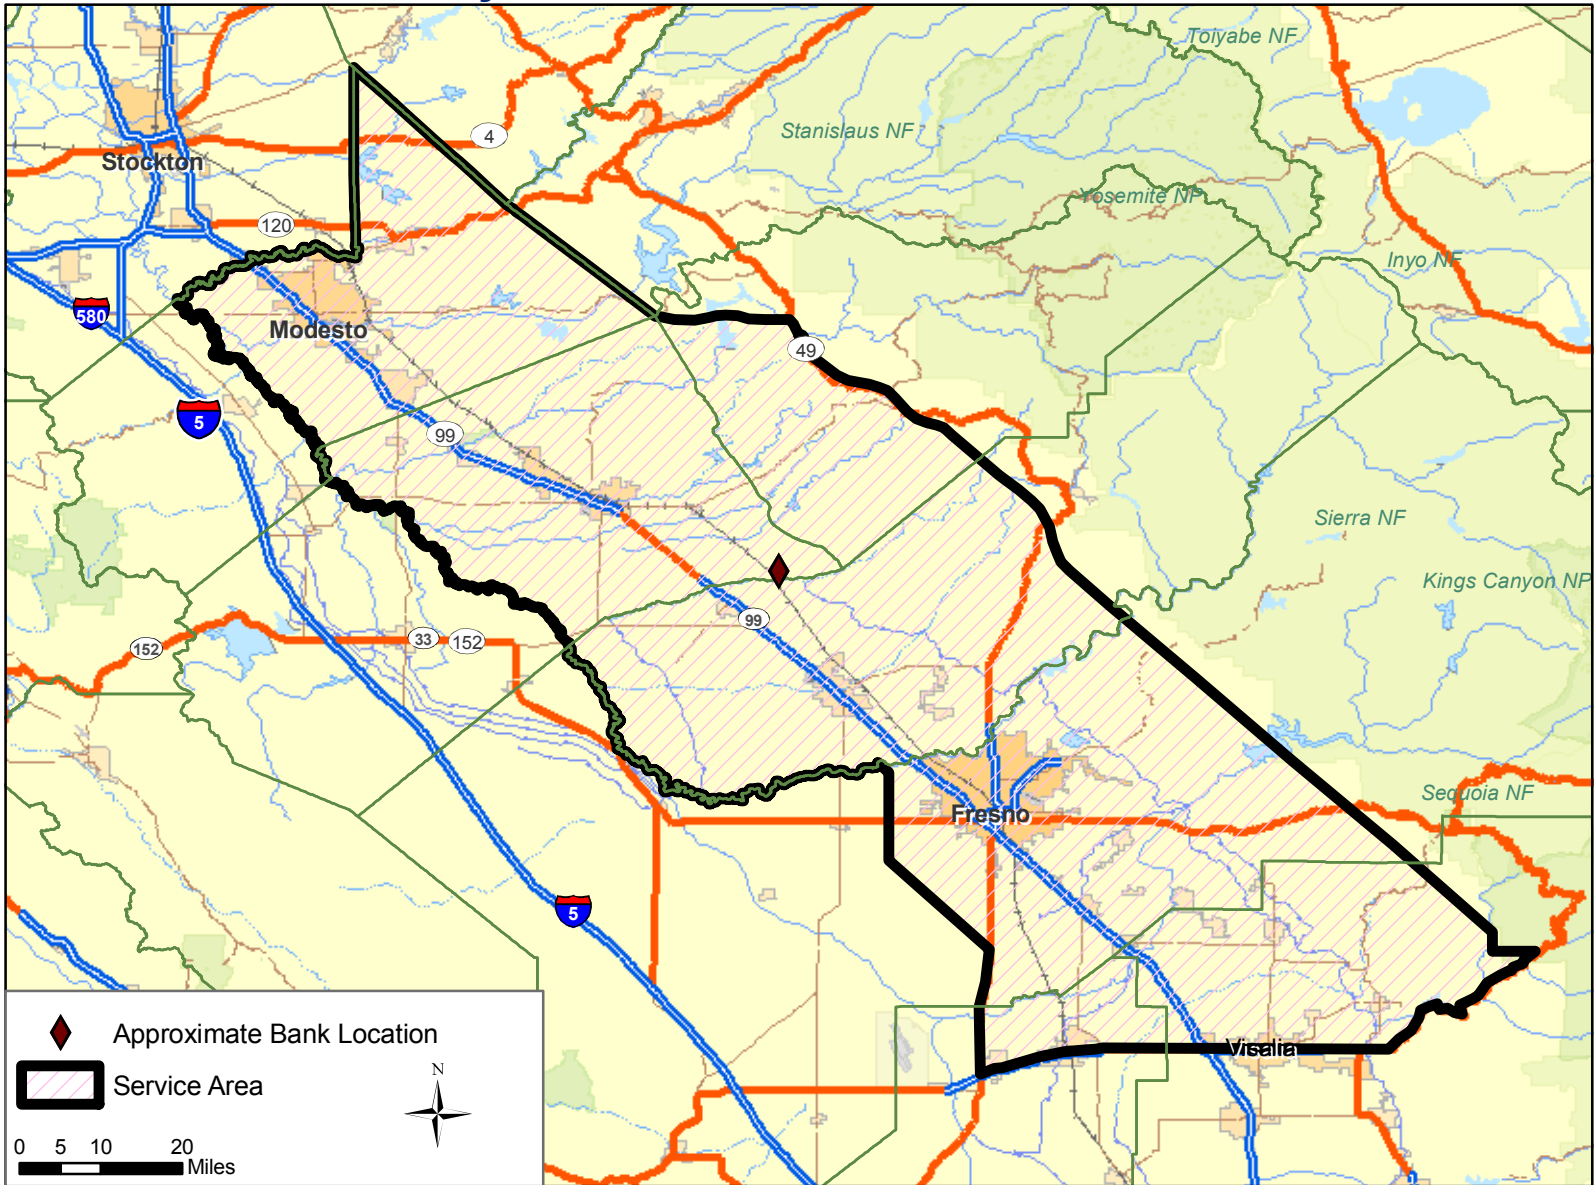 Toiyabe NF
Stanislaus NF
4
Stockton
Yosemite NP
120
Inyo NF
580
Modesto
49
5
99
Sierra NF
Kings Canyon NP
99
33
152
152
Sequoia NF
Fresno
5
Visalia
Approximate Bank Location
Service Area
N
0 5 10 20
Miles